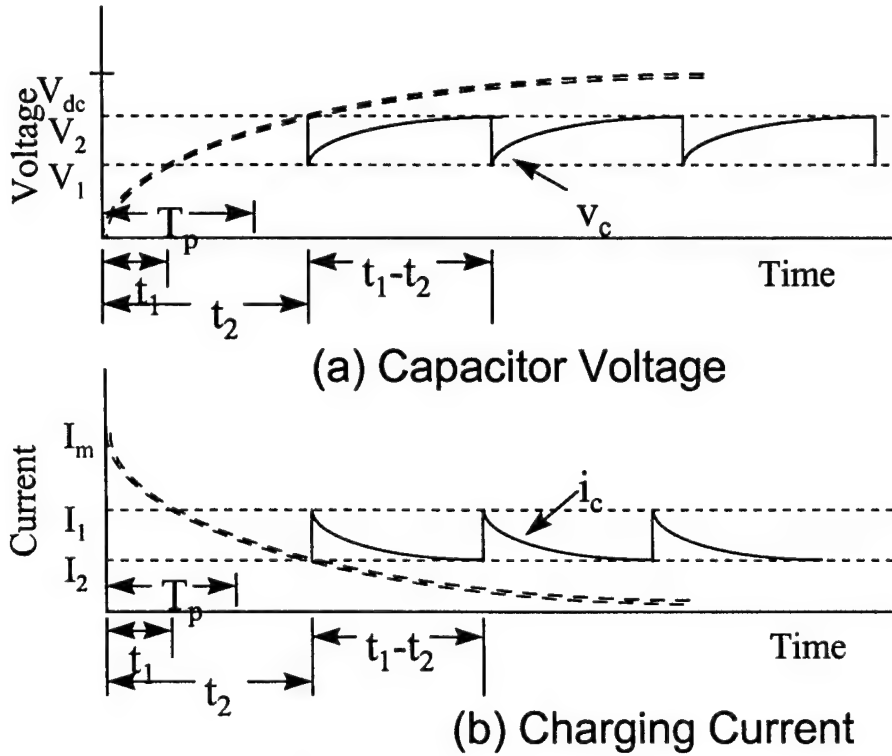 Voltage
V_dc
V_2
V_1
v_c
T_p
t_1
t_1-t_2
t_2
Time
(a) Capacitor Voltage
Current
I_m
I_1
I_2
i_c
T_p
t_1
t_1-t_2
t_2
Time
(b) Charging Current